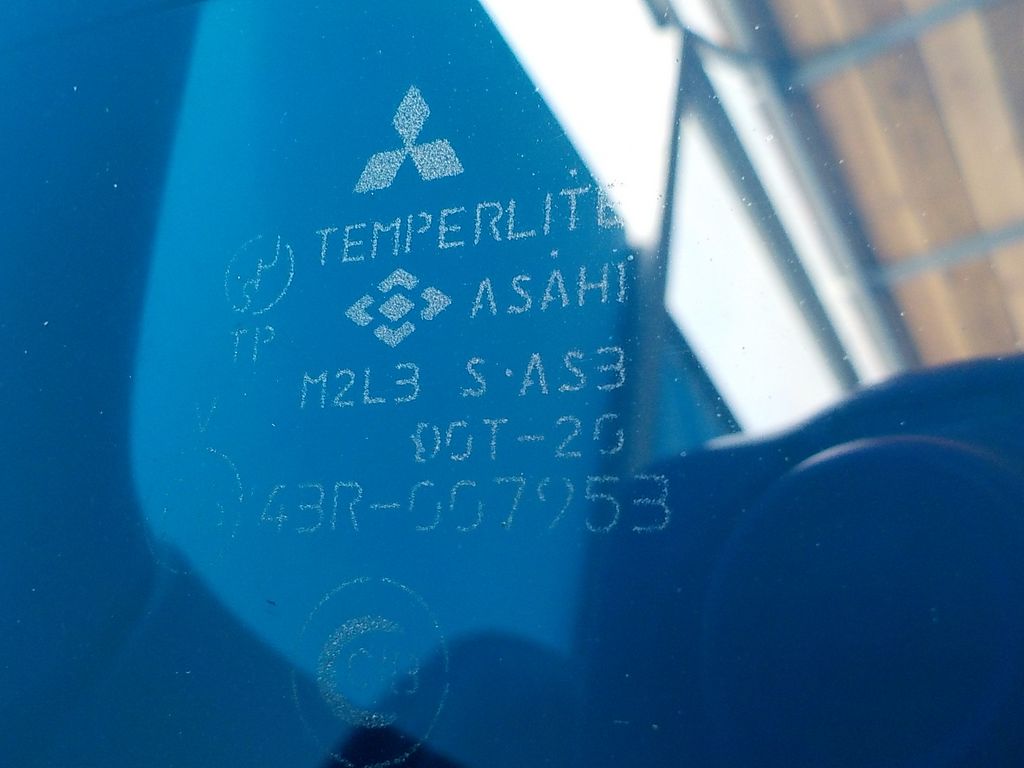 TEMPERLITE
ASAHI
TP
M2L3 S·AS3
DOT-20
43R-007953